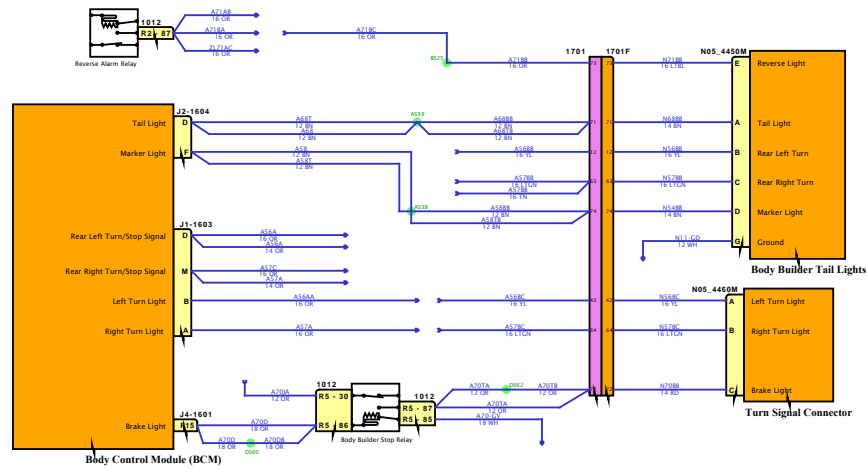 A71AB
16 OR
1012
R2 - 87
A71BA
16 OR
ZL71AC
16 OR
Reverse Alarm Relay
A71BC
16 OR
BS25
A71BB
16 OR
1701
1701F
73
73
N71BB
16 LTBL
N05_4450M
E
Reverse Light
J2-1604
Tail Light
D
A68T
12 BN
A68
12 BN
AS39
A68BB
12 BN
A68TB
12 BN
71
71
N68BB
14 BN
A
Tail Light
Marker Light
F
A58
12 BN
A58T
12 BN
A56BB
16 YL
12
12
N56BB
16 YL
B
Rear Left Turn
A57BB
16 LTGN
A57BB
16 TN
63
63
N57BB
16 LTGN
C
Rear Right Turn
AS38
A58BB
12 BN
A58TB
12 BN
74
74
N54BB
14 BN
D
Marker Light
J1-1603
Rear Left Turn/Stop Signal
D
A56A
16 OR
A56A
14 OR
N11-GD
12 WH
G
Ground
Body Builder Tail Lights
Rear Right Turn/Stop Signal
M
A57C
16 OR
A57A
14 OR
N05_4460M
Left Turn Light
B
A56AA
16 OR
A56BC
16 YL
42
42
N56BC
16 YL
A
Left Turn Light
Right Turn Light
A
A57A
16 OR
A57BC
16 LTGN
64
64
N57BC
16 LTGN
B
Right Turn Light
A70JA
12 OR
1012
R5 - 30
R5 - 86
1012
R5 - 87
R5 - 85
A70TA
12 OR
DS62
A70TB
12 OR
A70TA
12 OR
A70-GV
18 WH
N70BB
14 RD
C
Brake Light
Turn Signal Connector
J4-1601
Brake Light
F15
A70D
18 OR
A70D
18 OR
DS60
A70DB
18 OR
Body Builder Stop Relay
Body Control Module (BCM)